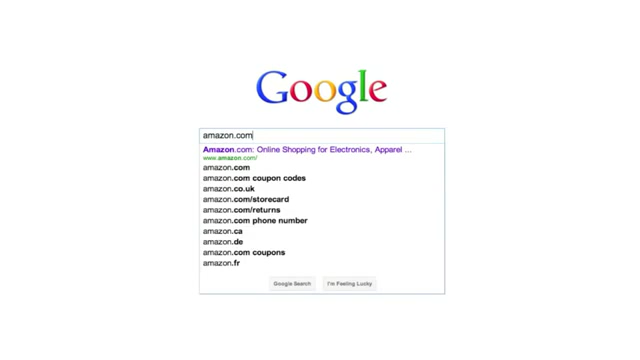 Google
amazon.com
Amazon.com: Online Shopping for Electronics, Apparel ...
www.amazon.com/
amazon.com
amazon.com coupon codes
amazon.co.uk
amazon.com/storecard
amazon.com/returns
amazon.com phone number
amazon.ca
amazon.de
amazon.com coupons
amazon.fr
Google Search I'm Feeling Lucky